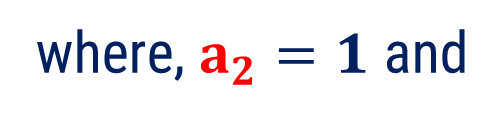 where, a₂ = 1 and